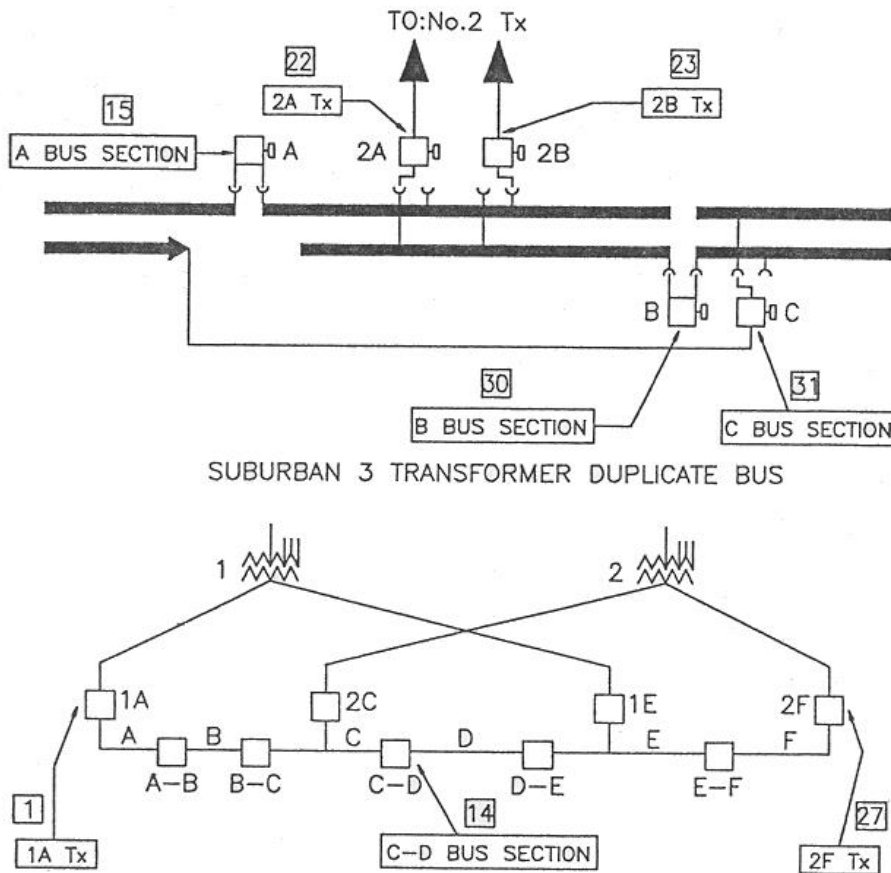 TO:No.2 Tx
22
23
2A Tx
2B Tx
15
A BUS SECTION
A
2A
2B
B
C
30
31
B BUS SECTION
C BUS SECTION
SUBURBAN 3 TRANSFORMER DUPLICATE BUS
1
2
1A
2C
1E
2F
A
B
C
D
E
F
A-B
B-C
C-D
D-E
E-F
1
14
27
1A Tx
C-D BUS SECTION
2F Tx